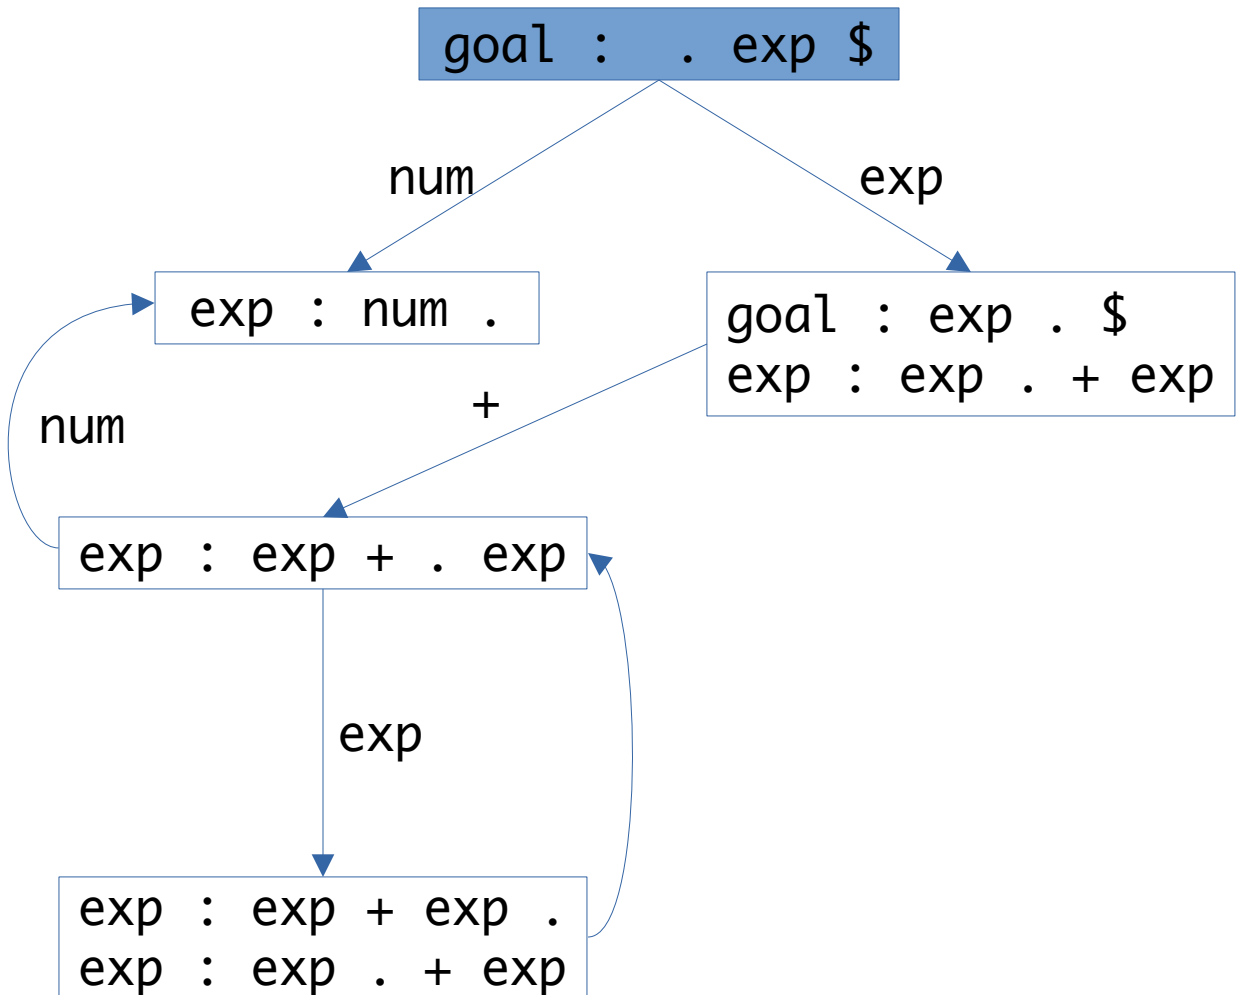 goal : . exp $
num
exp
exp : num .
goal : exp . $
exp : exp . + exp
+
num
exp : exp + . exp
exp
exp : exp + exp .
exp : exp . + exp